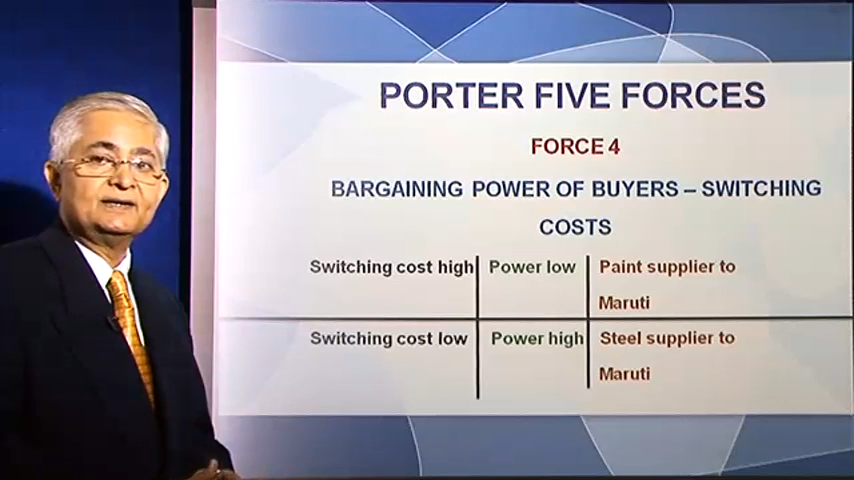 PORTER FIVE FORCES
FORCE 4
BARGAINING POWER OF BUYERS – SWITCHING
COSTS
Switching cost high Power low Paint supplier to
Maruti
Switching cost low Power high Steel supplier to
Maruti